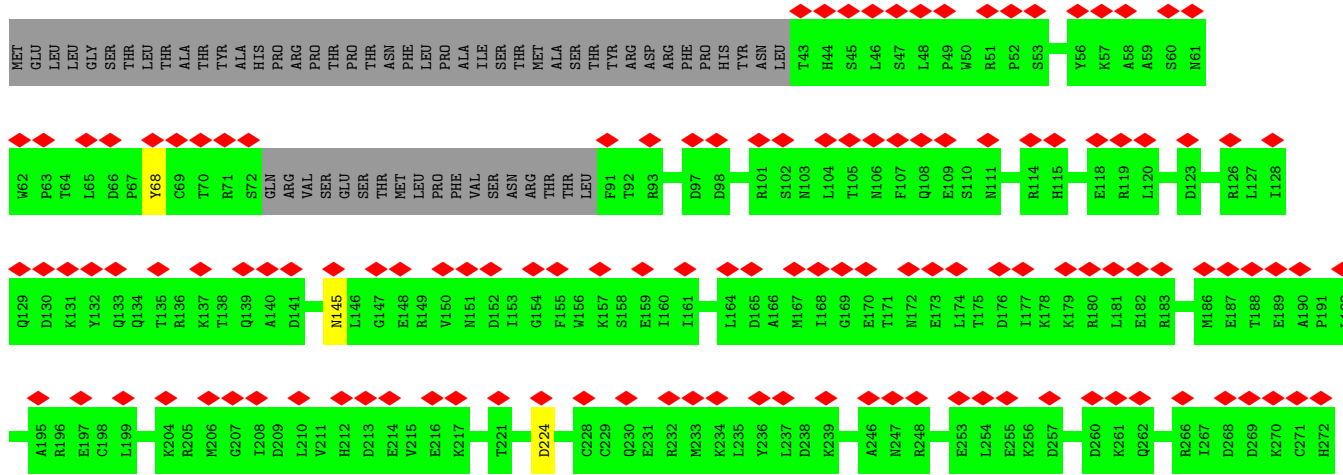 MET GLU LEU LEU GLY SER THR LEU THR ALA THR TYR ALA HIS PRO ARG PRO THR PRO THR ASN PHE LEU PRO ALA ILE SER THR MET ALA SER THR TYR ARG ASP ARG PHE PRO HIS TYR ASN LEU T43 H44 S45 L46 S47 L48 P49 W50 R51 P52 S53 Y56 K57 A58 A59 S60 N61
W62 P63 T64 L65 D66 P67 Y68 C69 T70 R71 S72 GLN ARG VAL SER GLU SER THR MET LEU PRO PHE VAL SER ASN ARG THR THR LEU F91 T92 R93 D97 D98 R101 S102 N103 L104 T105 N106 F107 Q108 E109 S110 N111 R114 H115 E118 R119 L120 D123 R126 L127 I128
Q129 D130 K131 Y132 Q133 Q134 T135 R136 K137 T138 Q139 A140 D141 N145 L146 G147 E148 R149 V150 N151 D152 I153 G154 F155 W156 K157 S158 E159 I160 I161 L164 D165 A166 M167 I168 G169 E170 T171 N172 E173 L174 T175 D176 I177 K178 K179 R180 L181 E182 R183 M186 E187 T188 E189 A190 P191
A195 R196 E197 C198 L199 K204 R205 M206 G207 I208 D209 L210 V211 H212 D213 E214 V215 E216 K217 T221 D224 C228 C229 Q230 E231 R232 M233 K234 L235 Y236 L237 D238 K239 A246 N247 R248 E253 L254 E255 K256 D257 D260 K261 Q262 R266 I267 D268 D269 K270 C271 H272